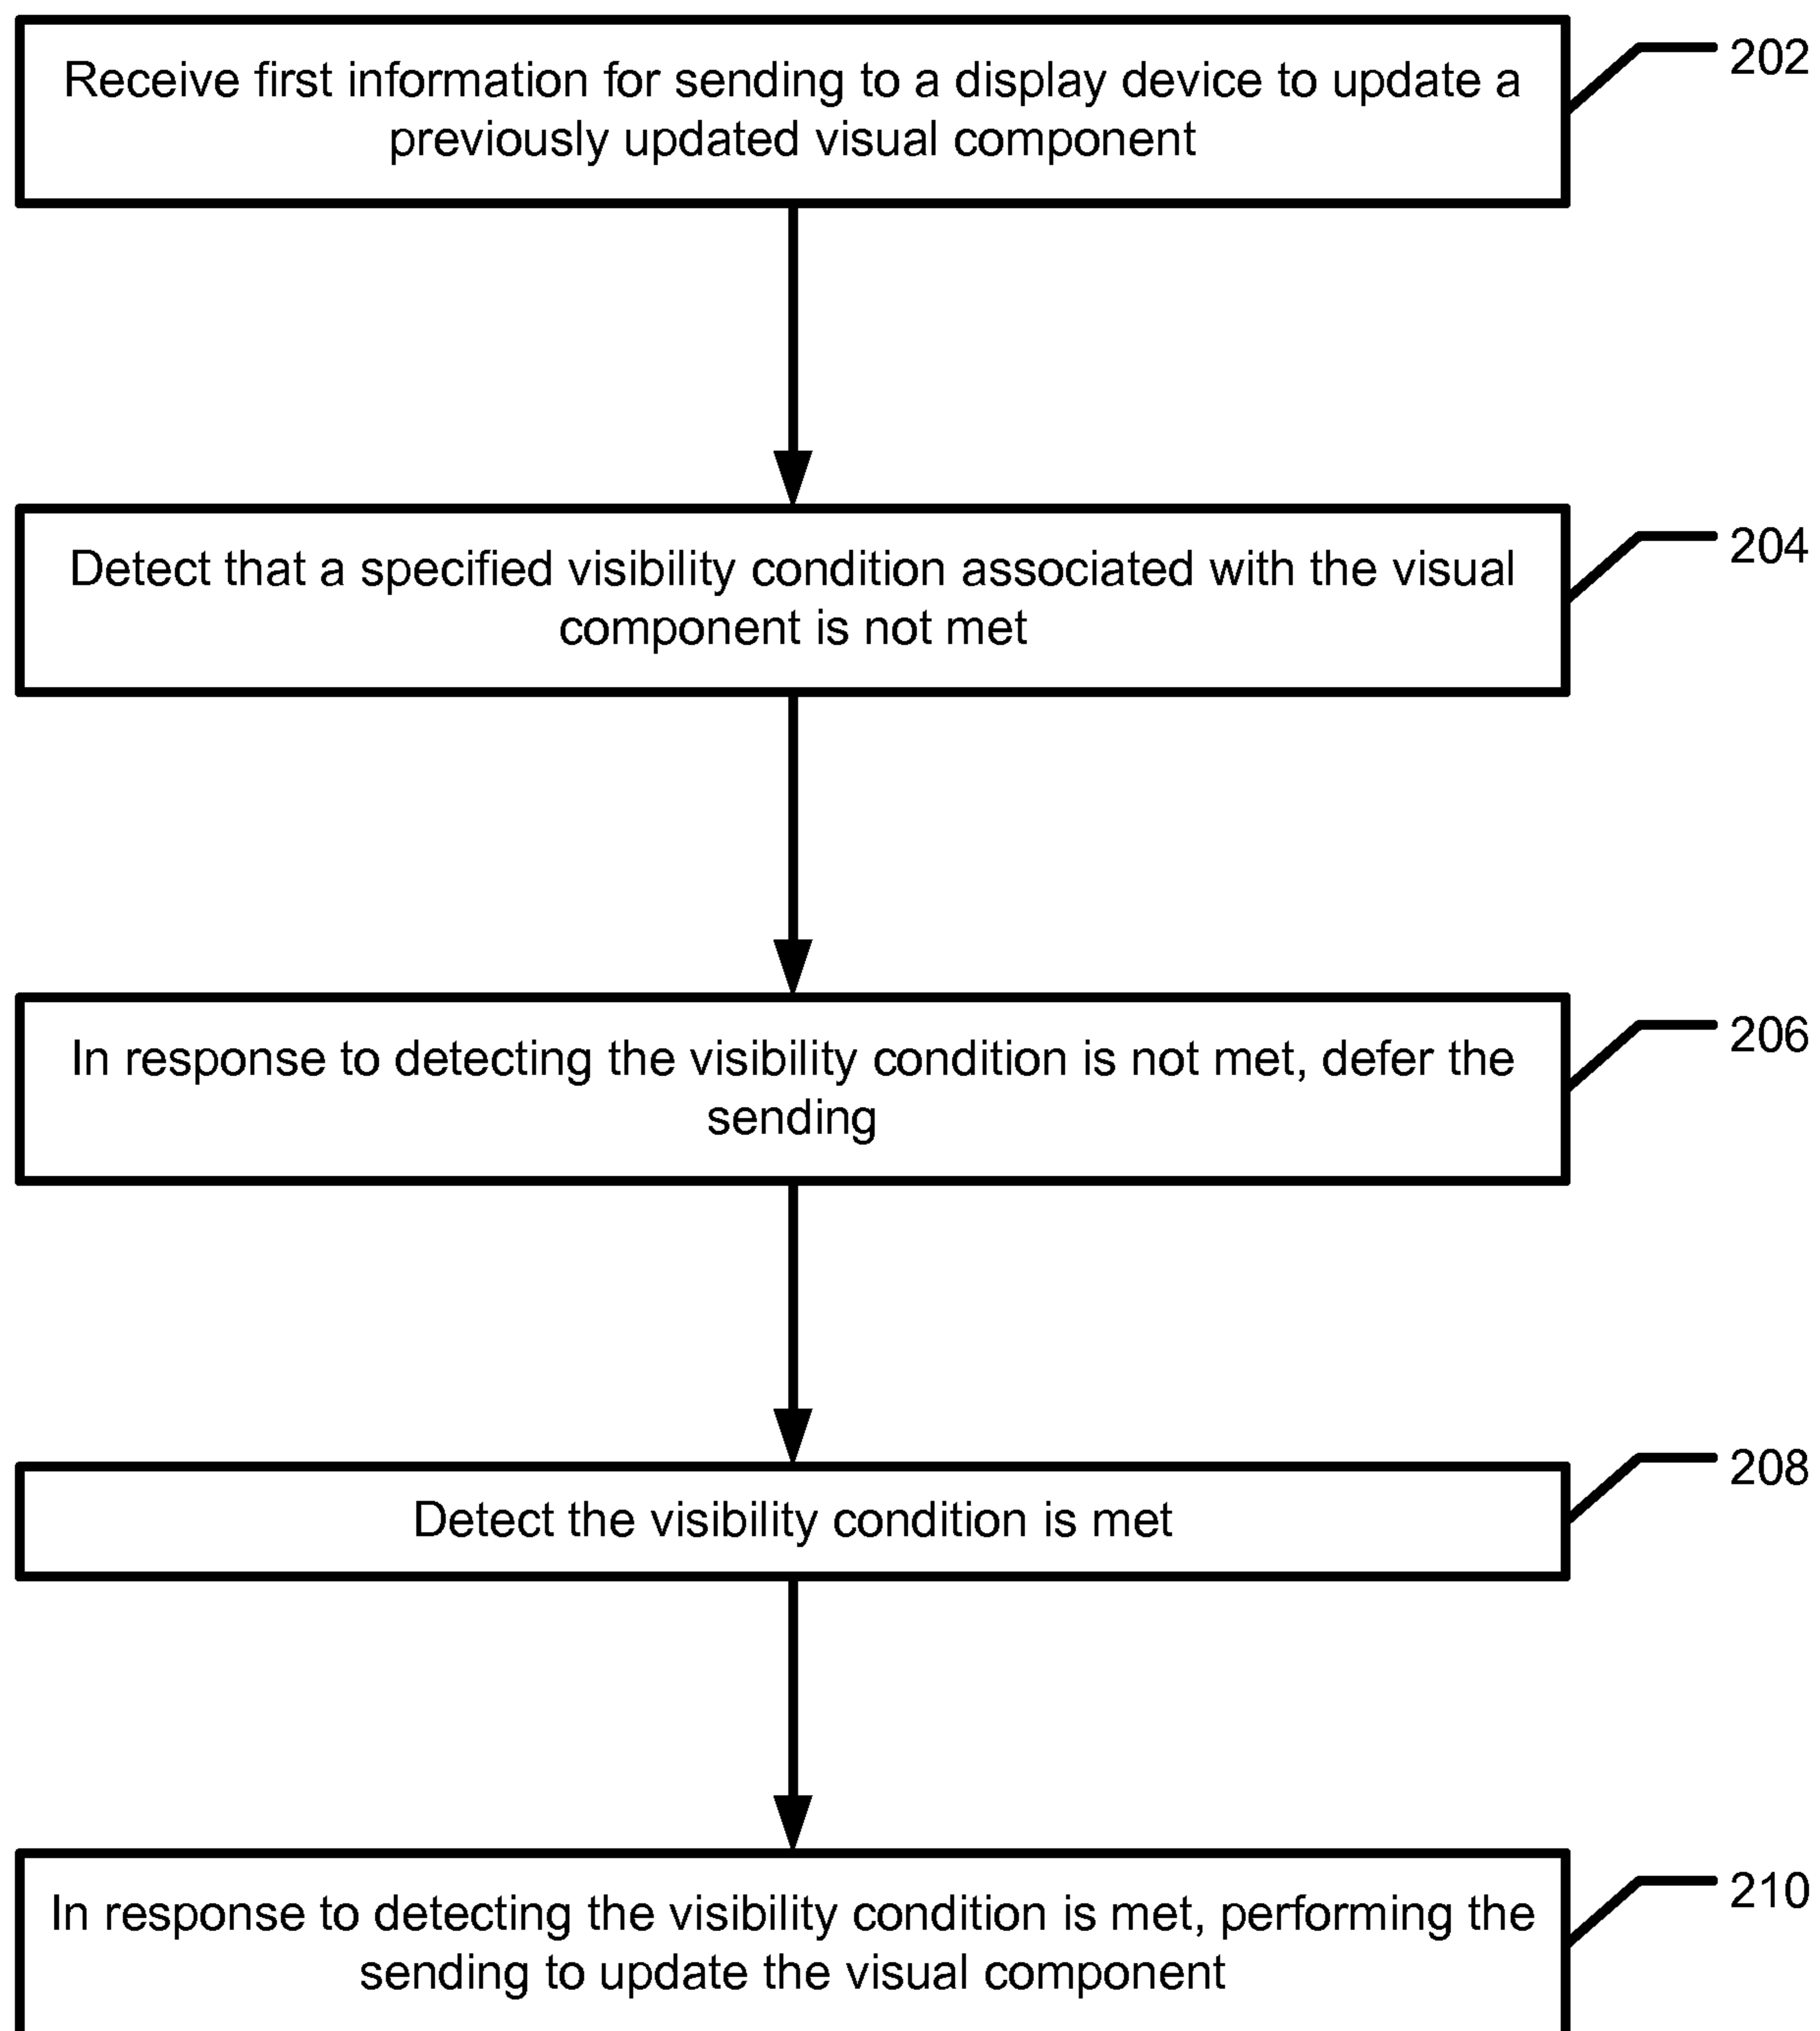 Receive first information for sending to a display device to update a
previously updated visual component
202
Detect that a specified visibility condition associated with the visual
component is not met
204
In response to detecting the visibility condition is not met, defer the
sending
206
Detect the visibility condition is met
208
In response to detecting the visibility condition is met, performing the
sending to update the visual component
210